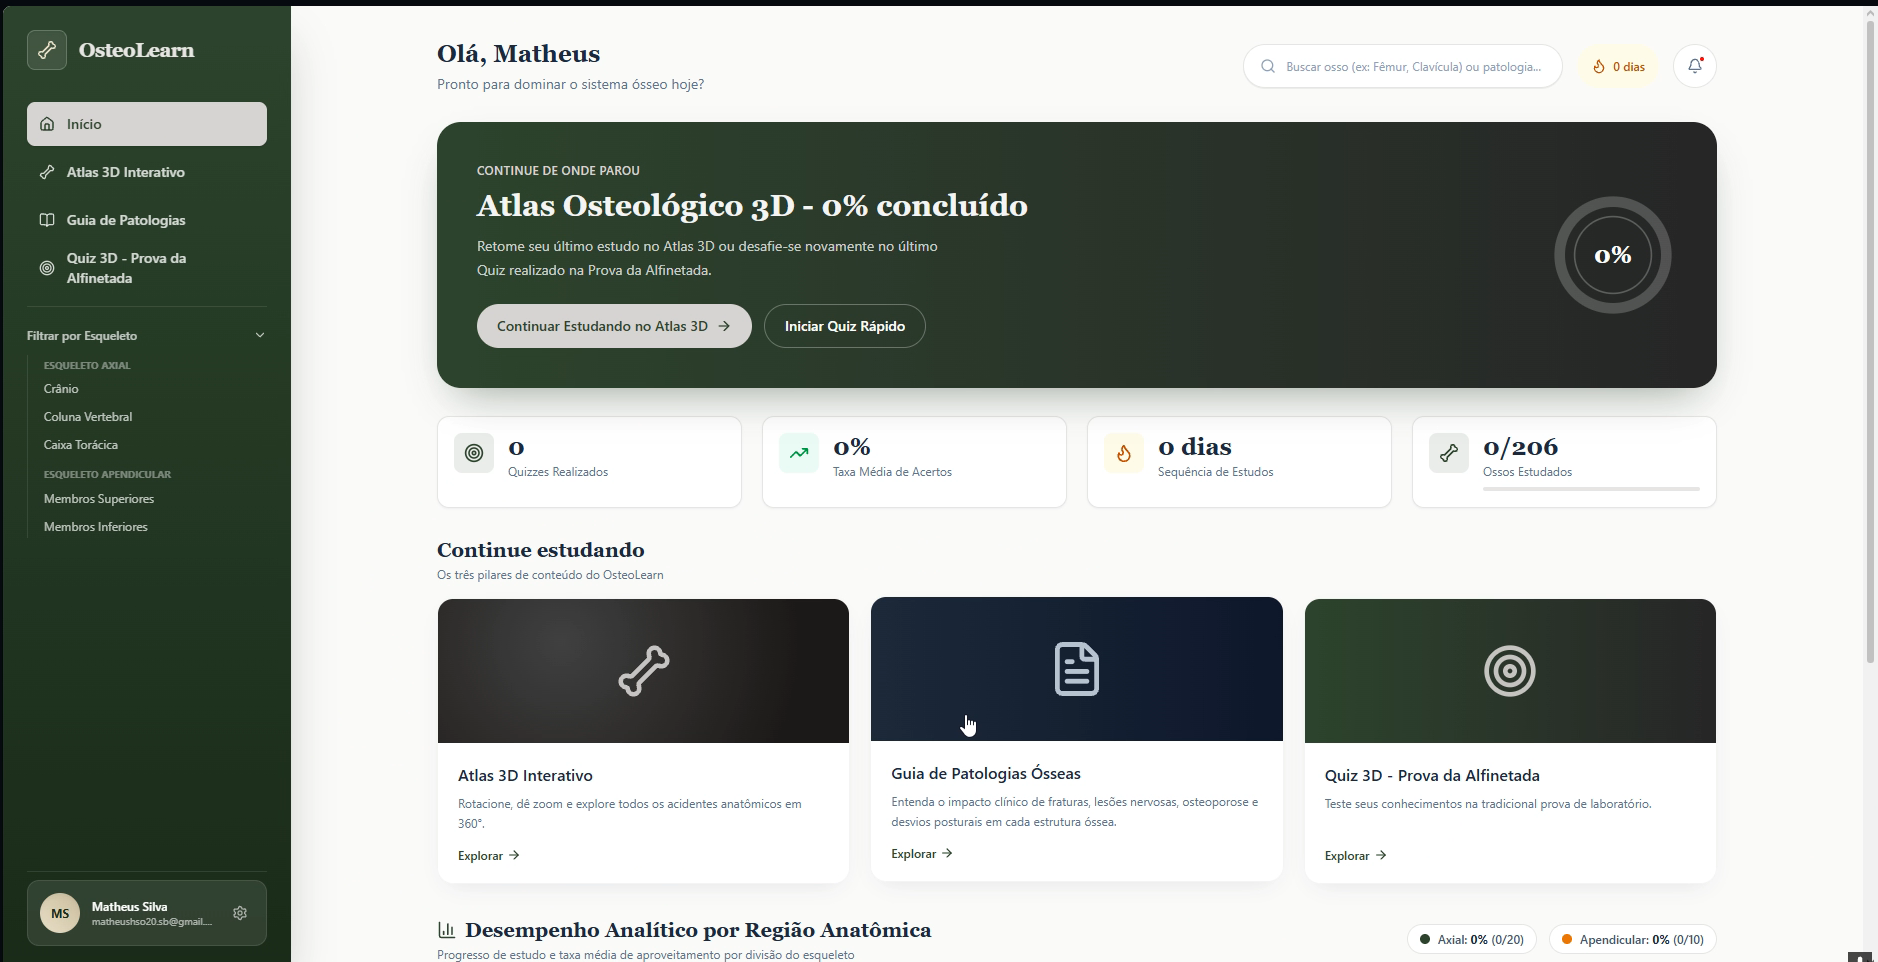 OsteoLearn
Início
Atlas 3D Interativo
Guia de Patologias
Quiz 3D - Prova da
Alfinetada
Filtrar por Esqueleto
ESQUELETO AXIAL
Crânio
Coluna Vertebral
Caixa Torácica
ESQUELETO APENDICULAR
Membros Superiores
Membros Inferiores
MS
Matheus Silva
matheushso20.sb@gmail....
Olá, Matheus
Pronto para dominar o sistema ósseo hoje?
Buscar osso (ex: Fêmur, Clavícula) ou patologia...
0 dias
CONTINUE DE ONDE PAROU
Atlas Osteológico 3D - 0% concluído
Retome seu último estudo no Atlas 3D ou desafie-se novamente no último
Quiz realizado na Prova da Alfinetada.
Continuar Estudando no Atlas 3D
Iniciar Quiz Rápido
0%
0
Quizzes Realizados
0%
Taxa Média de Acertos
0 dias
Sequência de Estudos
0/206
Ossos Estudados
Continue estudando
Os três pilares de conteúdo do OsteoLearn
Atlas 3D Interativo
Rotacione, dê zoom e explore todos os acidentes anatômicos em
360°.
Explorar
Guia de Patologias Ósseas
Entenda o impacto clínico de fraturas, lesões nervosas, osteoporose e
desvios posturais em cada estrutura óssea.
Explorar
Quiz 3D - Prova da Alfinetada
Teste seus conhecimentos na tradicional prova de laboratório.
Explorar
Desempenho Analítico por Região Anatômica
Progresso de estudo e taxa média de aproveitamento por divisão do esqueleto
Axial: 0% (0/20)
Apendicular: 0% (0/10)